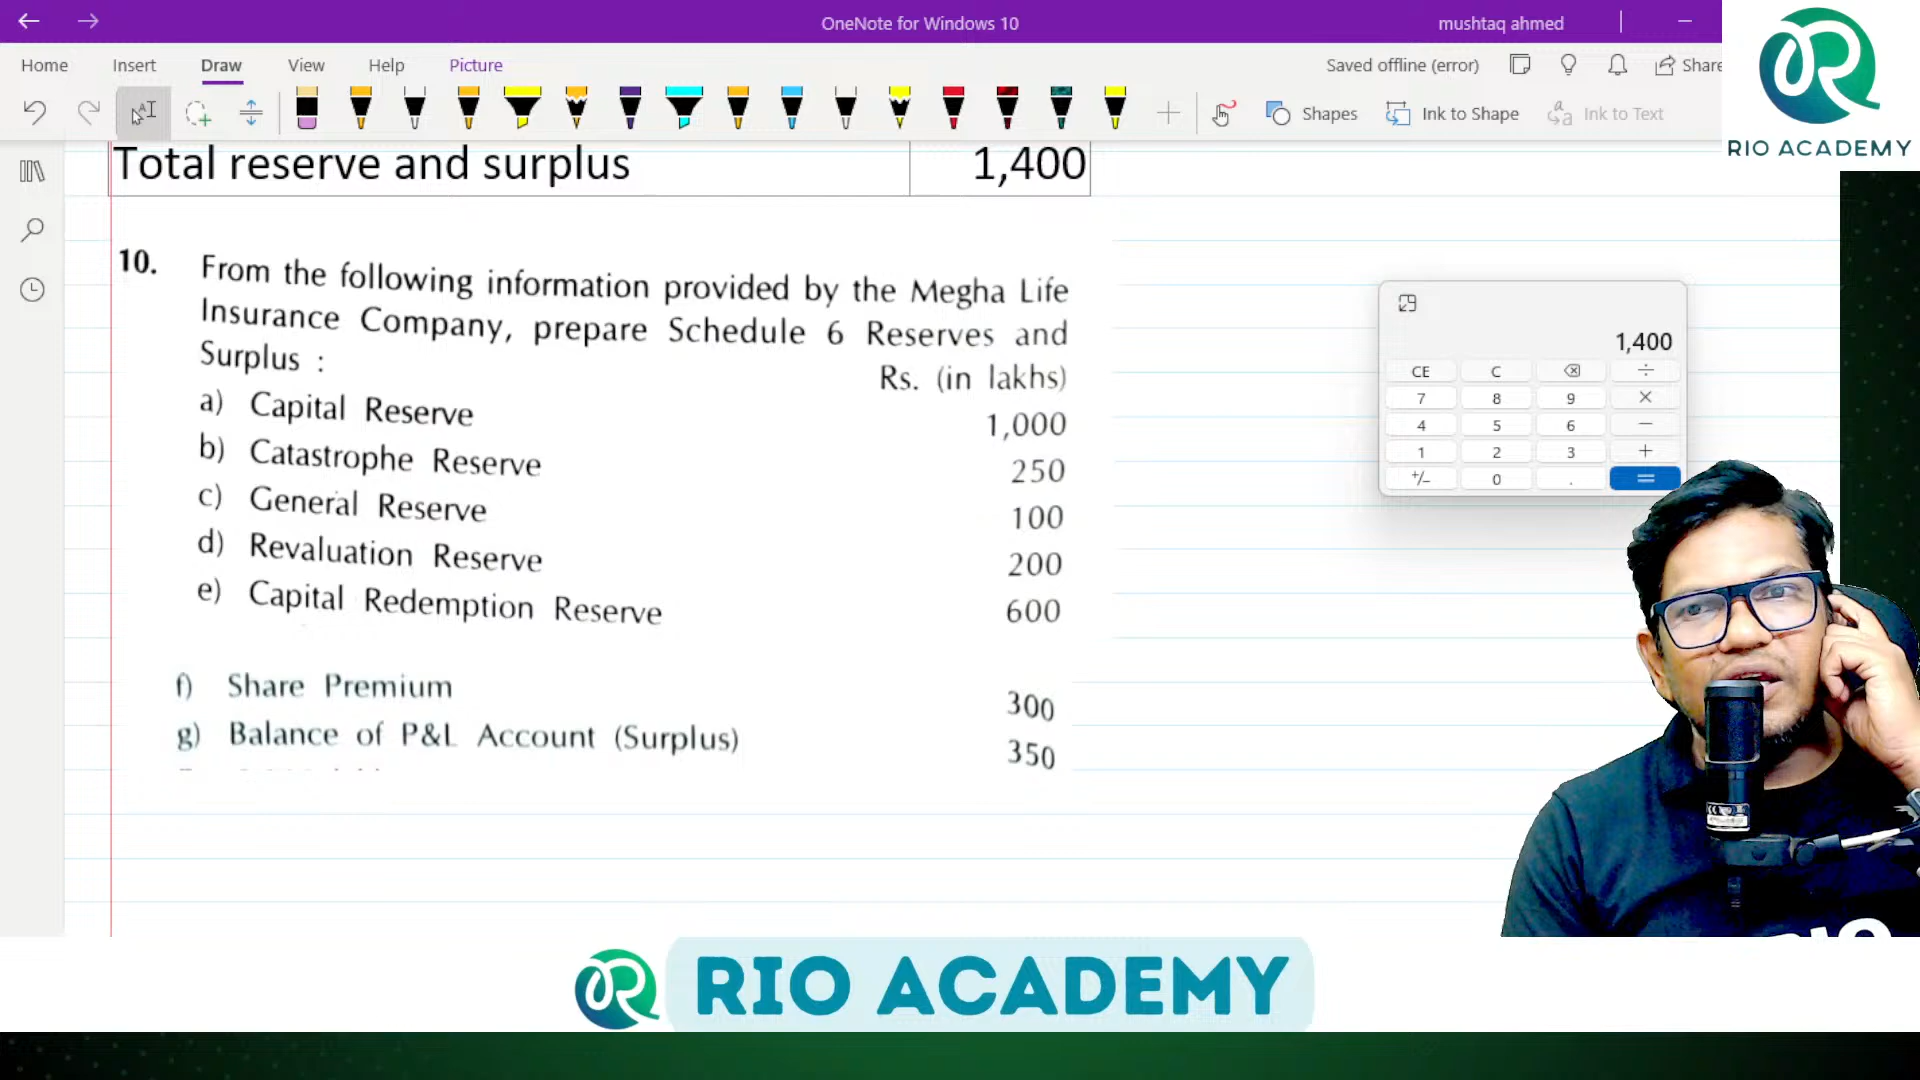 OneNote for Windows 10
mushtaq ahmed
Home Insert Draw View Help Picture
Saved offline (error)
Share
Shapes
Ink to Shape
Ink to Text
RIO ACADEMY
Total reserve and surplus 1,400
10. From the following information provided by the Megha Life
Insurance Company, prepare Schedule 6 Reserves and
Surplus :
Rs. (in lakhs)
a) Capital Reserve 1,000
b) Catastrophe Reserve 250
c) General Reserve 100
d) Revaluation Reserve 200
e) Capital Redemption Reserve 600
f) Share Premium 300
g) Balance of P&L Account (Surplus) 350
1,400
CE C ÷
7 8 9 ×
4 5 6 −
1 2 3 +
+/− 0 . =
RIO ACADEMY